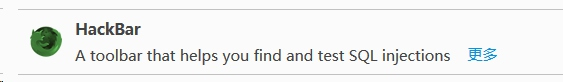 HackBar
A toolbar that helps you find and test SQL injections 更多